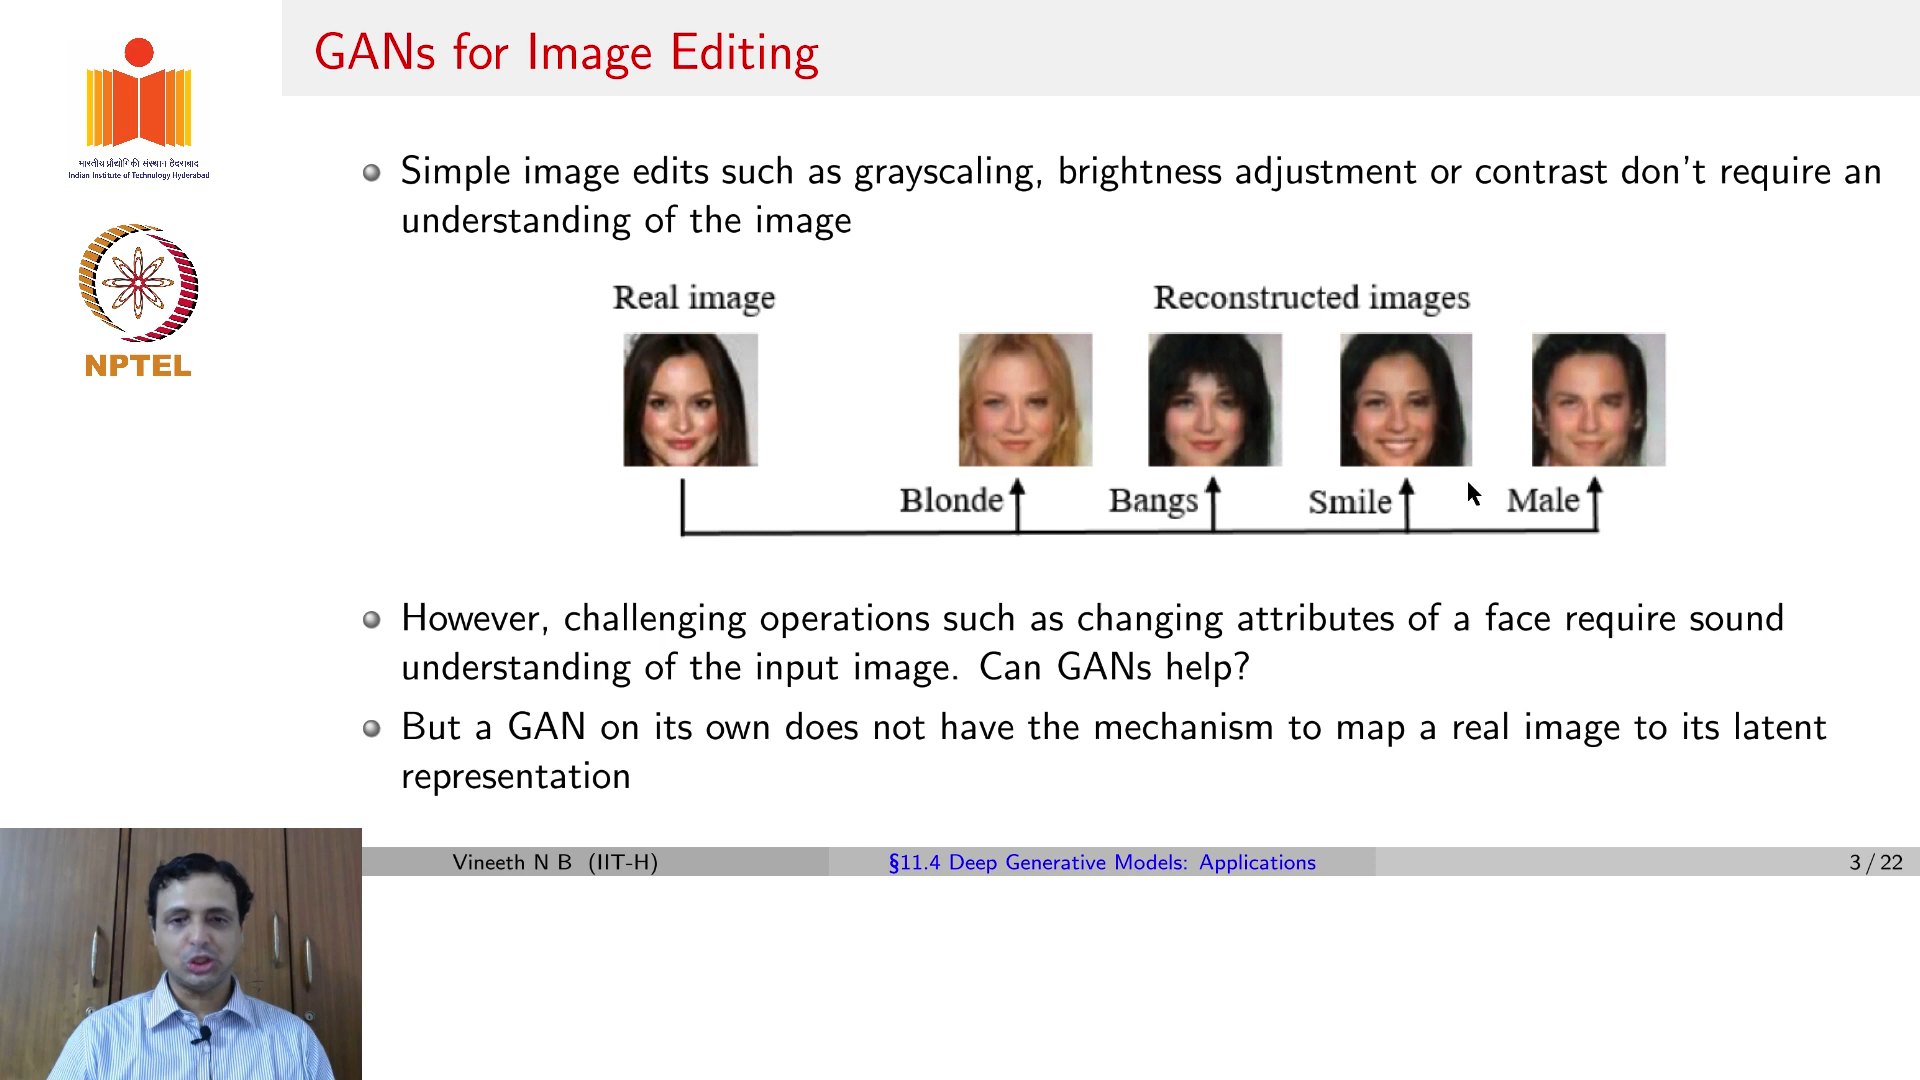 GANs for Image Editing
भारतीय प्रौद्योगिकी संस्थान हैदराबाद
Indian Institute of Technology Hyderabad
NPTEL
Simple image edits such as grayscaling, brightness adjustment or contrast don't require an
understanding of the image
Real image
Reconstructed images
Blonde
Bangs
Smile
Male
However, challenging operations such as changing attributes of a face require sound
understanding of the input image. Can GANs help?
But a GAN on its own does not have the mechanism to map a real image to its latent
representation
Vineeth N B (IIT-H)
§11.4 Deep Generative Models: Applications
3 / 22